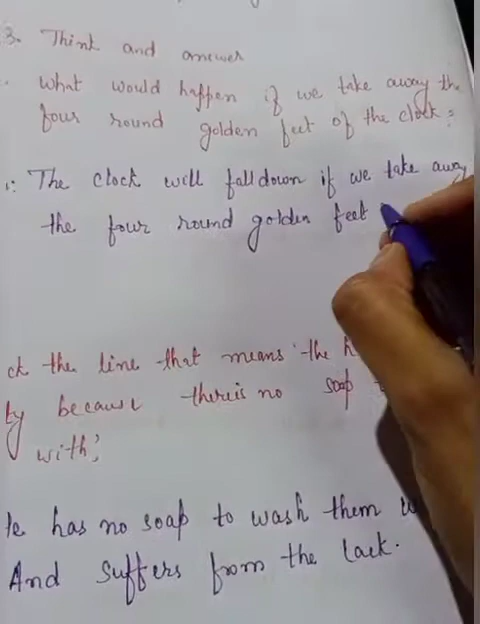 3. Think and answer
What would happen if we take away the
four round golden feet of the clock?
The clock will fall down if we take away
the four round golden feet
ck the line that means 'the h
ty because there is no soap
with'
He has no soap to wash them w
And suffers from the lack.